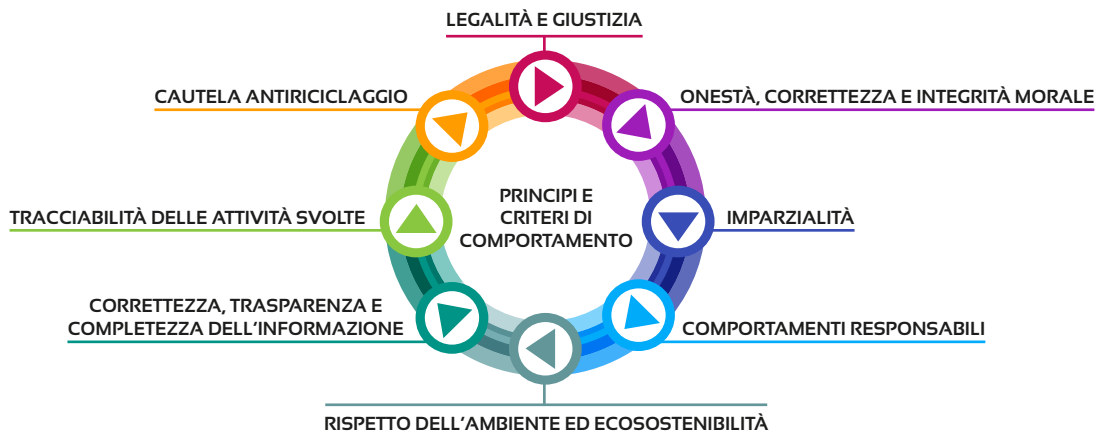 LEGALITÀ E GIUSTIZIA
CAUTELA ANTIRICICLAGGIO
ONESTÀ, CORRETTEZZA E INTEGRITÀ MORALE
PRINCIPI E
CRITERI DI
COMPORTAMENTO
TRACCIABILITÀ DELLE ATTIVITÀ SVOLTE
IMPARZIALITÀ
CORRETTEZZA, TRASPARENZA E
COMPLETEZZA DELL'INFORMAZIONE
COMPORTAMENTI RESPONSABILI
RISPETTO DELL'AMBIENTE ED ECOSOSTENIBILITÀ